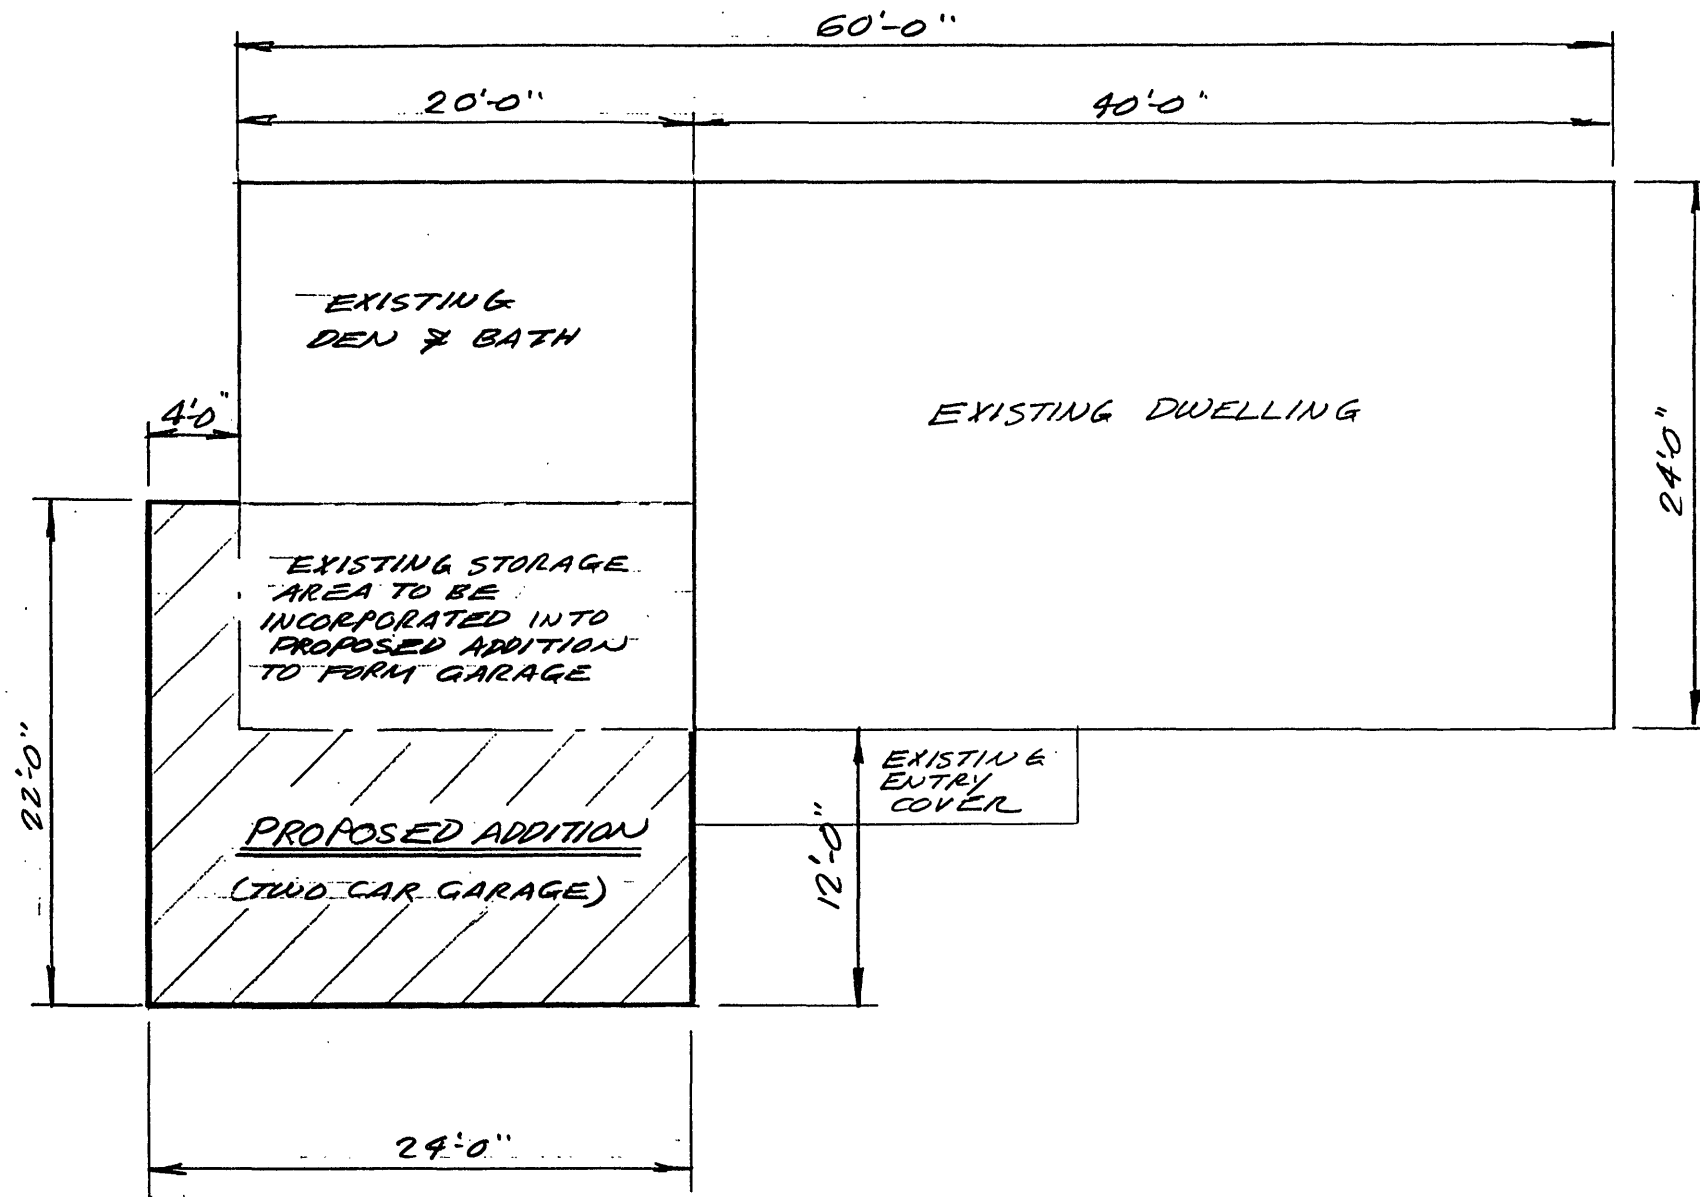 60'-0"
20'-0"
40'-0"
EXISTING
DEN & BATH
4'-0"
EXISTING DWELLING
24'-0"
EXISTING STORAGE
AREA TO BE
INCORPORATED INTO
PROPOSED ADDITION
TO FORM GARAGE
22'-0"
EXISTING
ENTRY
COVER
12'-0"
PROPOSED ADDITION
(TWO CAR GARAGE)
24'-0"